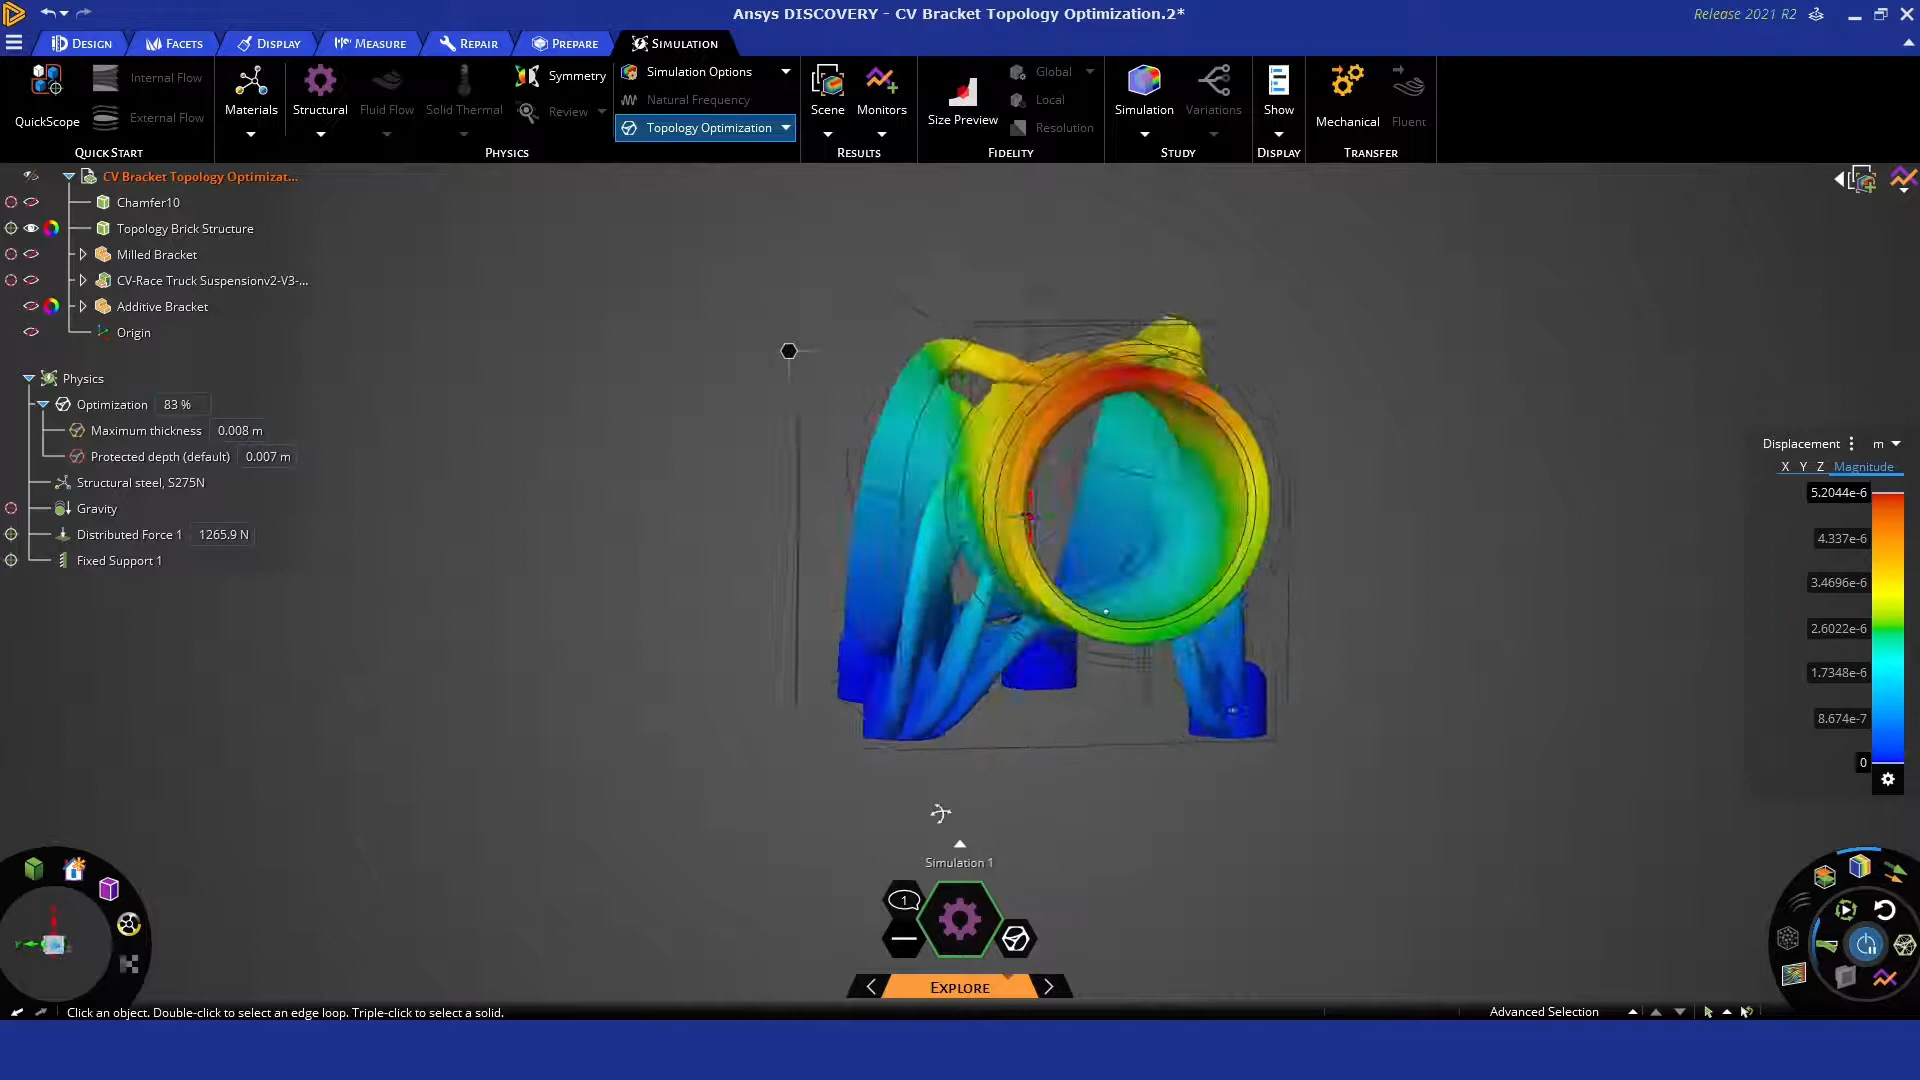 Ansys DISCOVERY - CV Bracket Topology Optimization.2*
Release 2021 R2
DESIGN
FACETS
DISPLAY
MEASURE
REPAIR
PREPARE
SIMULATION
QuickScope
Internal Flow
External Flow
QUICK START
Materials
Structural
Fluid Flow
Solid Thermal
Symmetry
Review
PHYSICS
Simulation Options
Natural Frequency
Topology Optimization
Scene
Monitors
RESULTS
Size Preview
Global
Local
Resolution
FIDELITY
Simulation
Variations
STUDY
Show
DISPLAY
Mechanical
Fluent
TRANSFER
CV Bracket Topology Optimizat...
Chamfer10
Topology Brick Structure
Milled Bracket
CV-Race Truck Suspensionv2-V3-...
Additive Bracket
Origin
Physics
Optimization 83 %
Maximum thickness 0.008 m
Protected depth (default) 0.007 m
Structural steel, S275N
Gravity
Distributed Force 1 1265.9 N
Fixed Support 1
Displacement m
X Y Z Magnitude
5.2044e-6
4.337e-6
3.4696e-6
2.6022e-6
1.7348e-6
8.674e-7
0
Simulation 1
1
EXPLORE
Y
Click an object. Double-click to select an edge loop. Triple-click to select a solid.
Advanced Selection